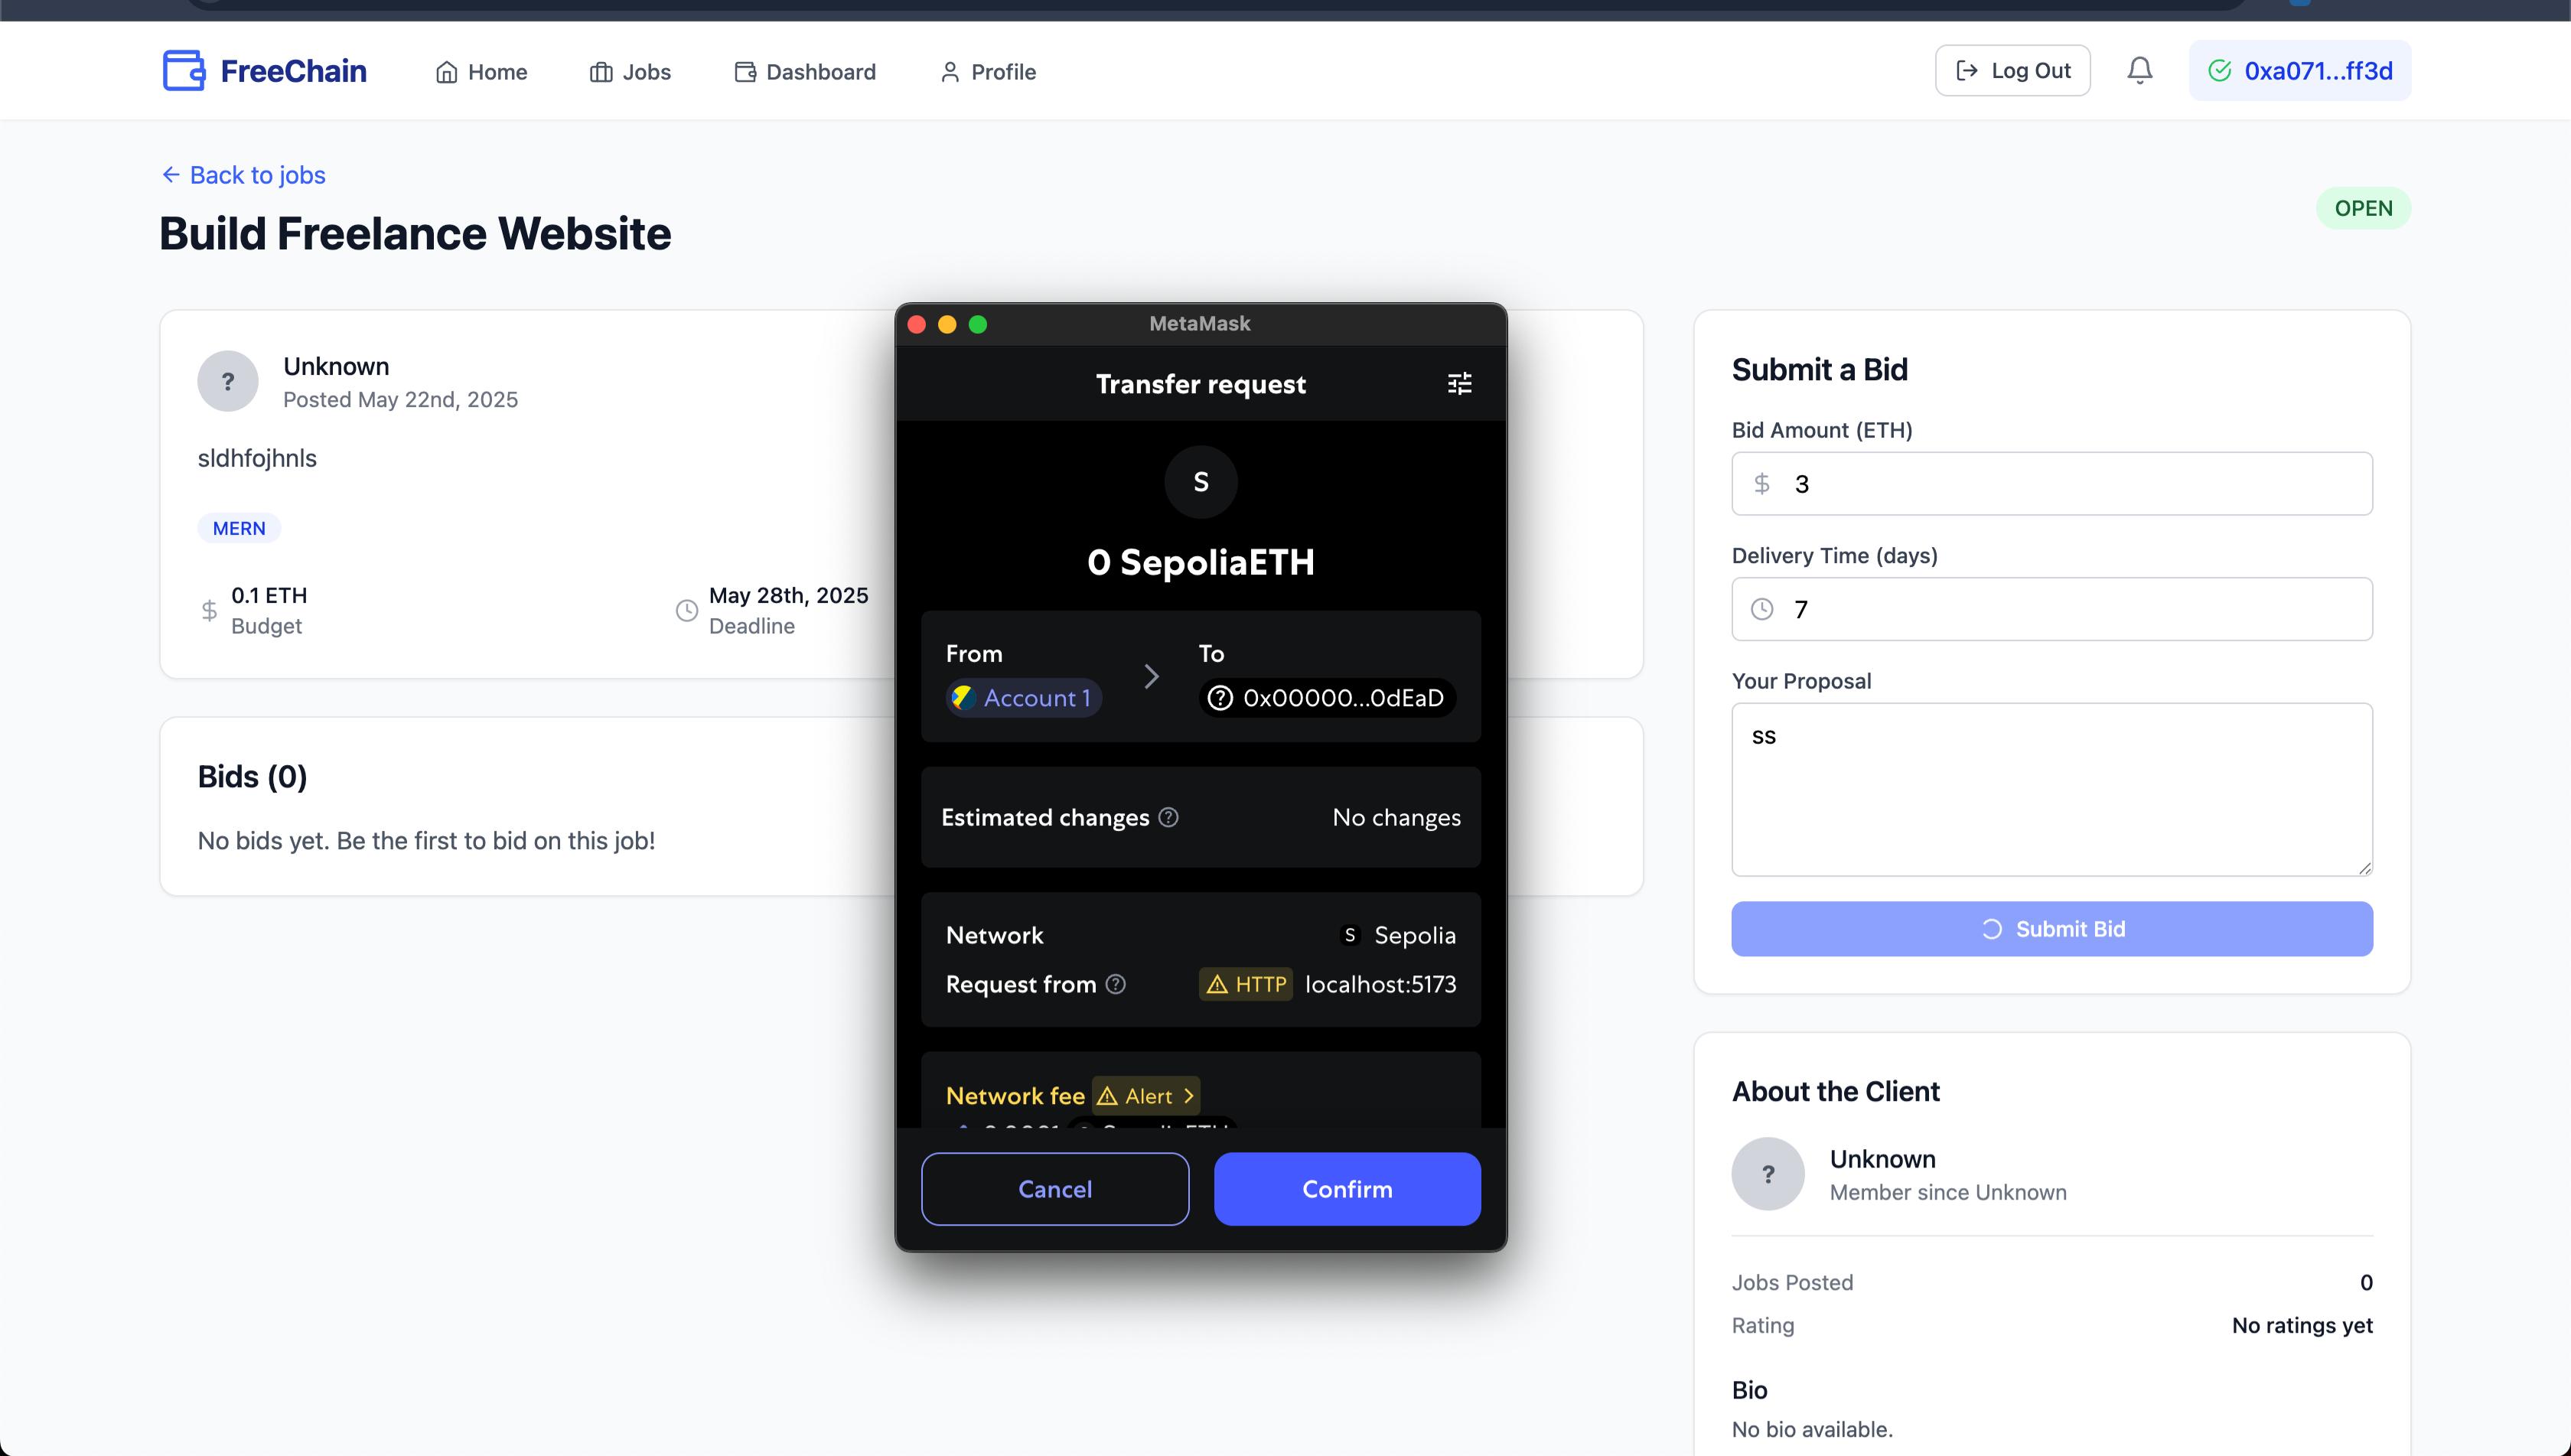 FreeChain
Home
Jobs
Dashboard
Profile
Log Out
0xa071...ff3d
Back to jobs
Build Freelance Website
OPEN
?
Unknown
Posted May 22nd, 2025
sldhfojhnls
MERN
$
0.1 ETH
Budget
May 28th, 2025
Deadline
Bids (0)
No bids yet. Be the first to bid on this job!
MetaMask
Transfer request
S
0 SepoliaETH
From
Account 1
To
0x00000...0dEaD
Estimated changes
No changes
Network
S Sepolia
Request from
HTTP localhost:5173
Network fee
Alert
Cancel
Confirm
Submit a Bid
Bid Amount (ETH)
$ 3
Delivery Time (days)
7
Your Proposal
ss
Submit Bid
About the Client
?
Unknown
Member since Unknown
Jobs Posted
0
Rating
No ratings yet
Bio
No bio available.